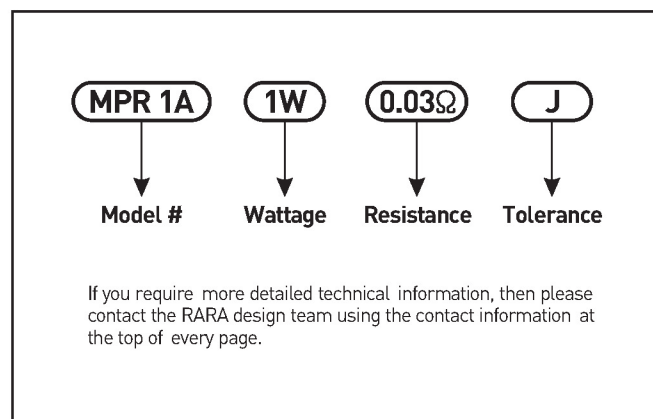 MPR 1A 1W 0.03Ω J
Model # Wattage Resistance Tolerance
If you require more detailed technical information, then please
contact the RARA design team using the contact information at
the top of every page.